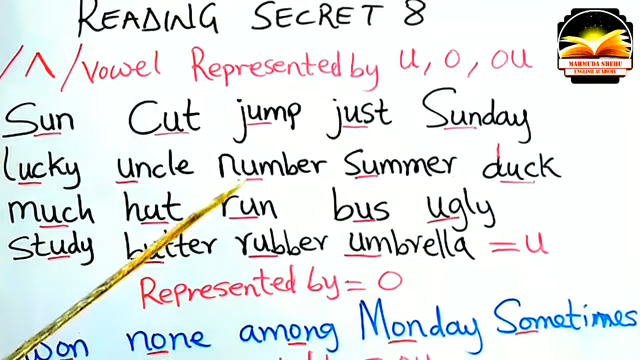 READING SECRET 8
/ʌ/ vowel Represented by U, O, OU
MAHMUDA SHEHU
ENGLISH ACADEMY
Sun Cut jump just Sunday
lucky uncle number Summer duck
much hut run bus ugly
study butter rubber umbrella = U
Represented by = O
won none among Monday Sometimes
= OU